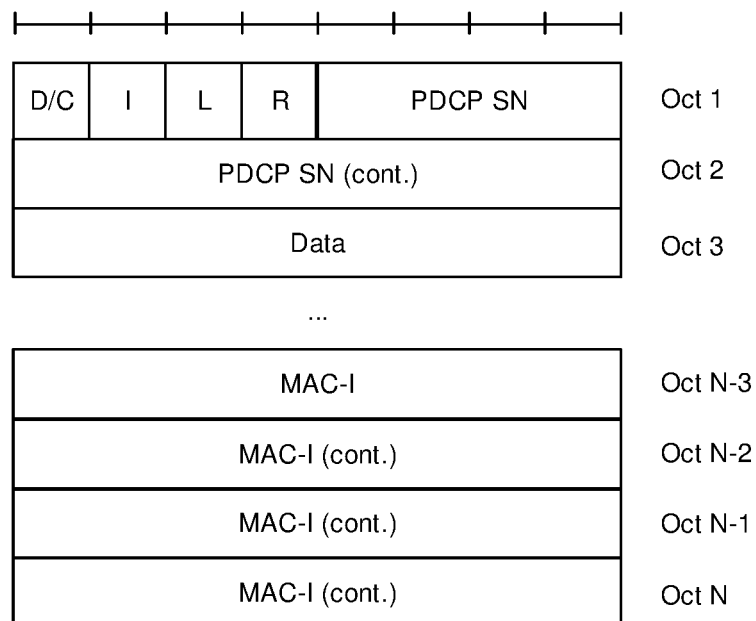 D/C I L R PDCP SN Oct 1
PDCP SN (cont.) Oct 2
Data Oct 3
...
MAC-I Oct N-3
MAC-I (cont.) Oct N-2
MAC-I (cont.) Oct N-1
MAC-I (cont.) Oct N